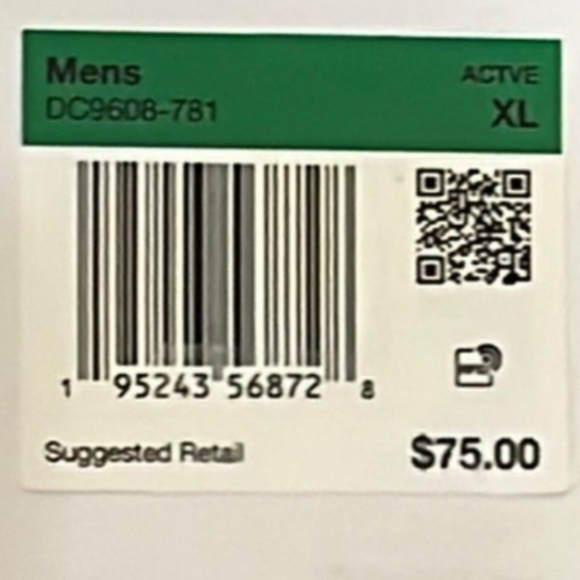 Mens
ACTVE
DC9608-781
XL
1 95243 56872 8
Suggested Retail
$75.00